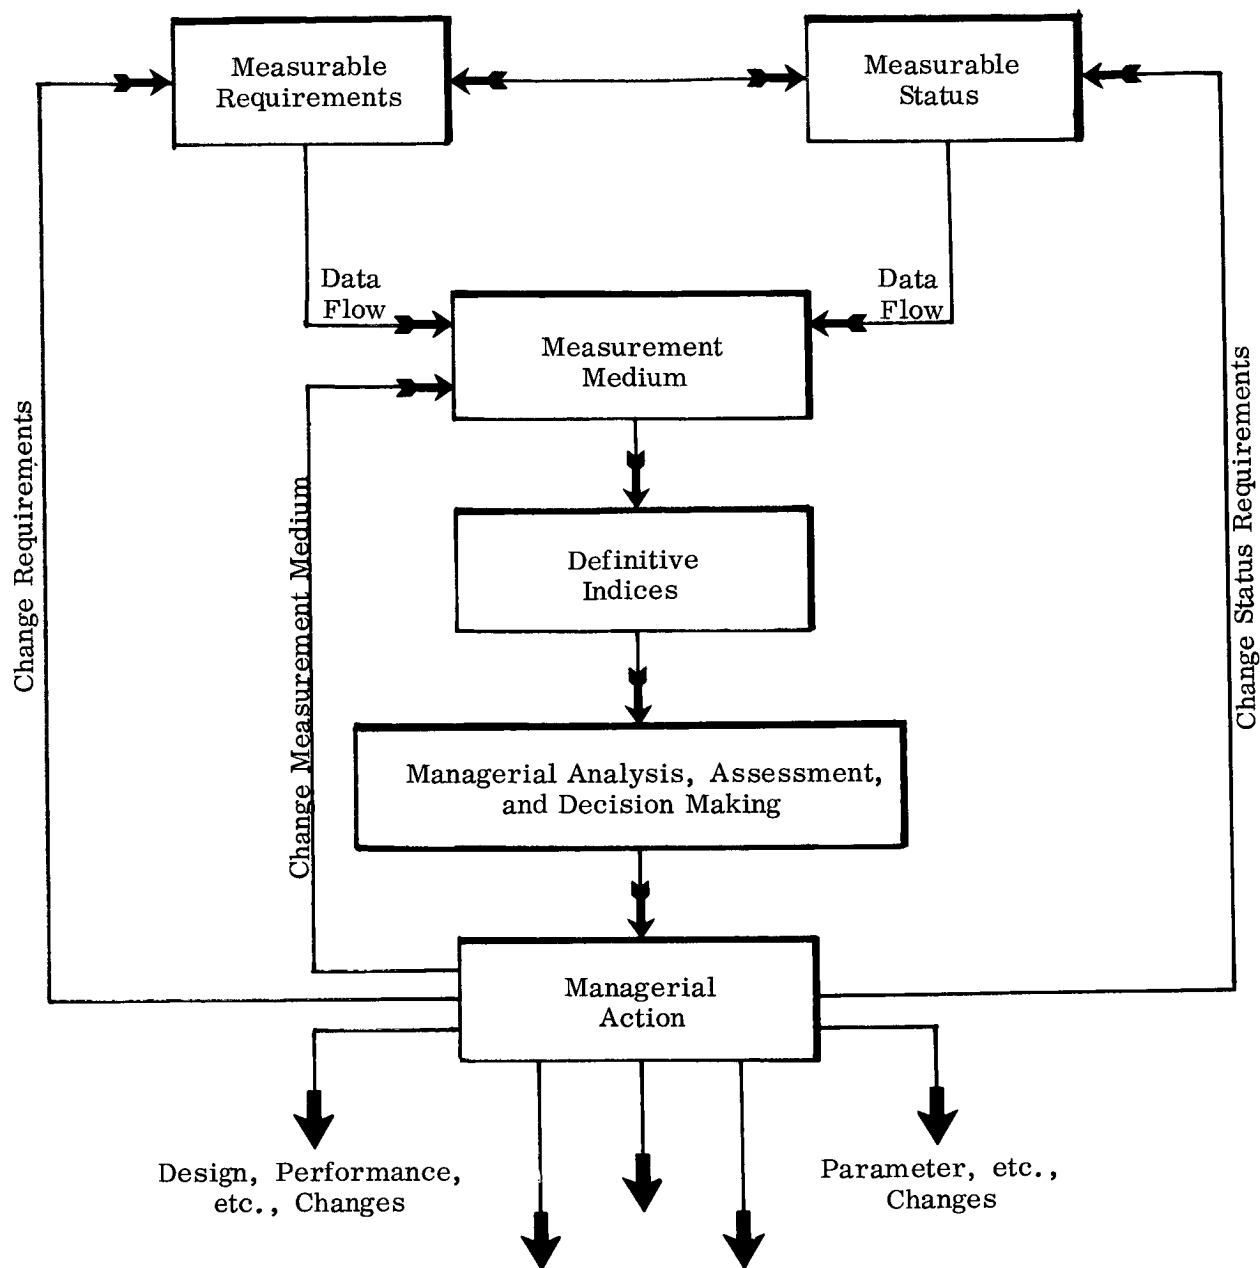 Measurable
Requirements
Measurable
Status
Data
Flow
Data
Flow
Measurement
Medium
Change Requirements
Change Measurement Medium
Change Status Requirements
Definitive
Indices
Managerial Analysis, Assessment,
and Decision Making
Managerial
Action
Design, Performance,
etc., Changes
Parameter, etc.,
Changes